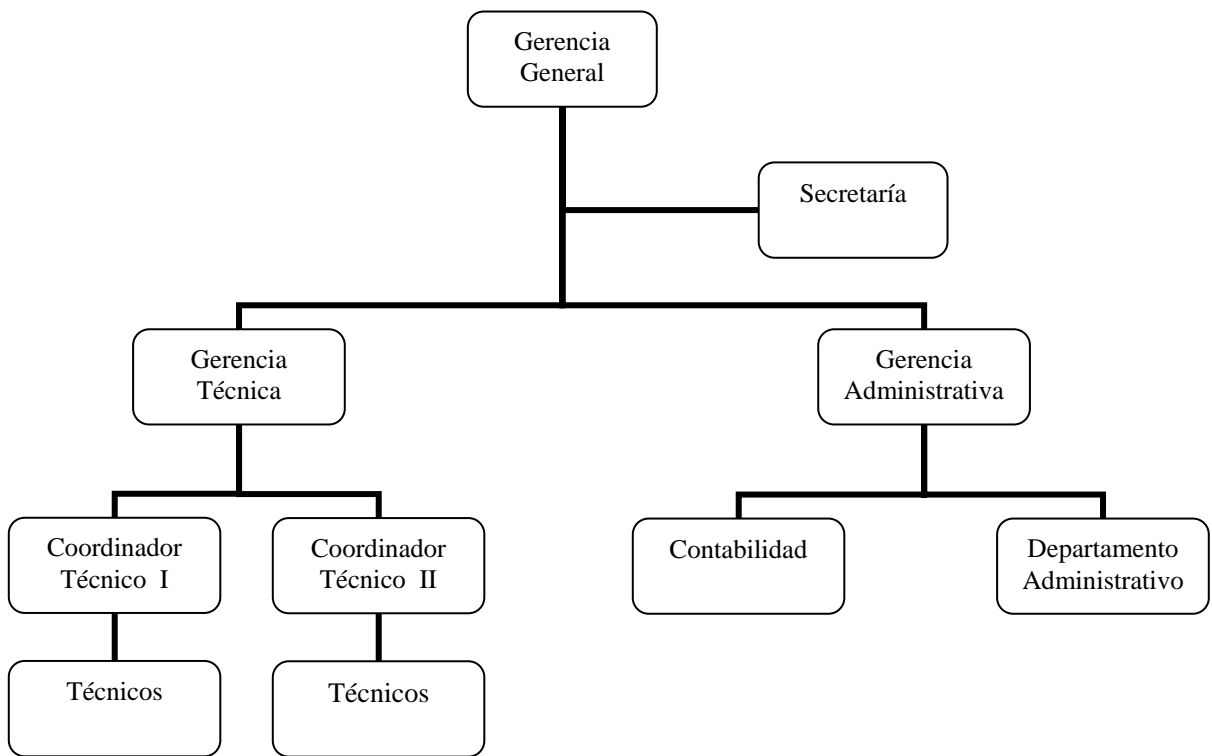 Gerencia
General
Secretaría
Gerencia
Técnica
Gerencia
Administrativa
Coordinador
Técnico I
Coordinador
Técnico II
Contabilidad
Departamento
Administrativo
Técnicos
Técnicos